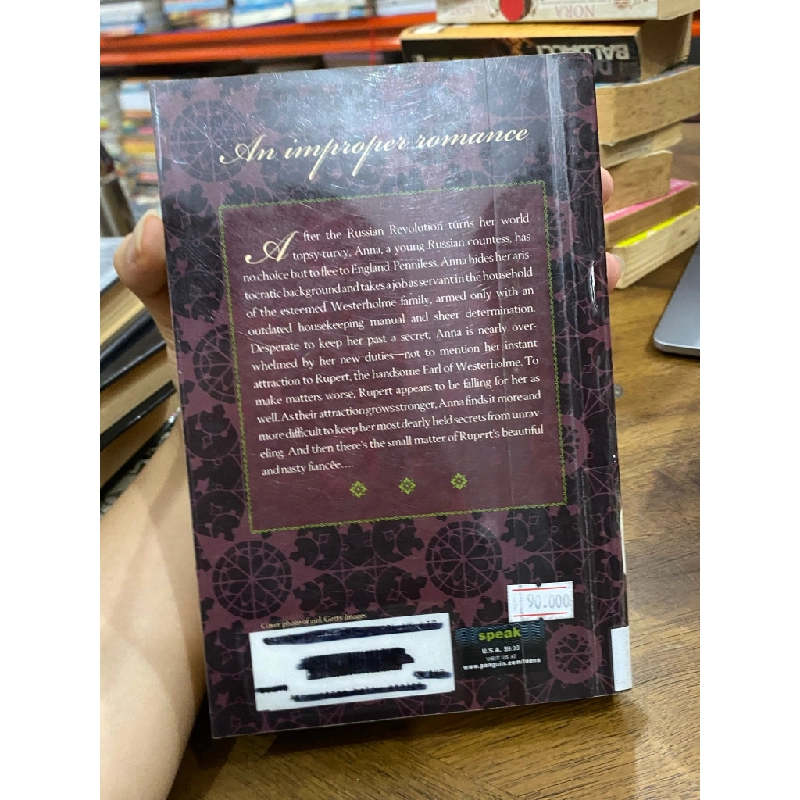 NORA
BALDACCI
An improper romance
After the Russian Revolution turns her world
topsy-turvy, Anna, a young Russian countess, has
no choice but to flee to England. Penniless, Anna hides her aris
tocratic background and takes a job as servant in the household
of the esteemed Westerholme family, armed only with an
outdated housekeeping manual and sheer determination.
Desperate to keep her past a secret, Anna is nearly over-
whelmed by her new duties—not to mention her instant
attraction to Rupert, the handsome Earl of Westerholme. To
make matters worse, Rupert appears to be falling for her as
well. As their attraction grows stronger, Anna finds it more and
more difficult to keep her most dearly held secrets from unrav-
eling. And then there's the small matter of Rupert's beautiful
and nasty fiancée....
90.000
Cover photo of girl: Getty Images
speak
U.S.A.
VISIT US AT
www.penguin.com/teens